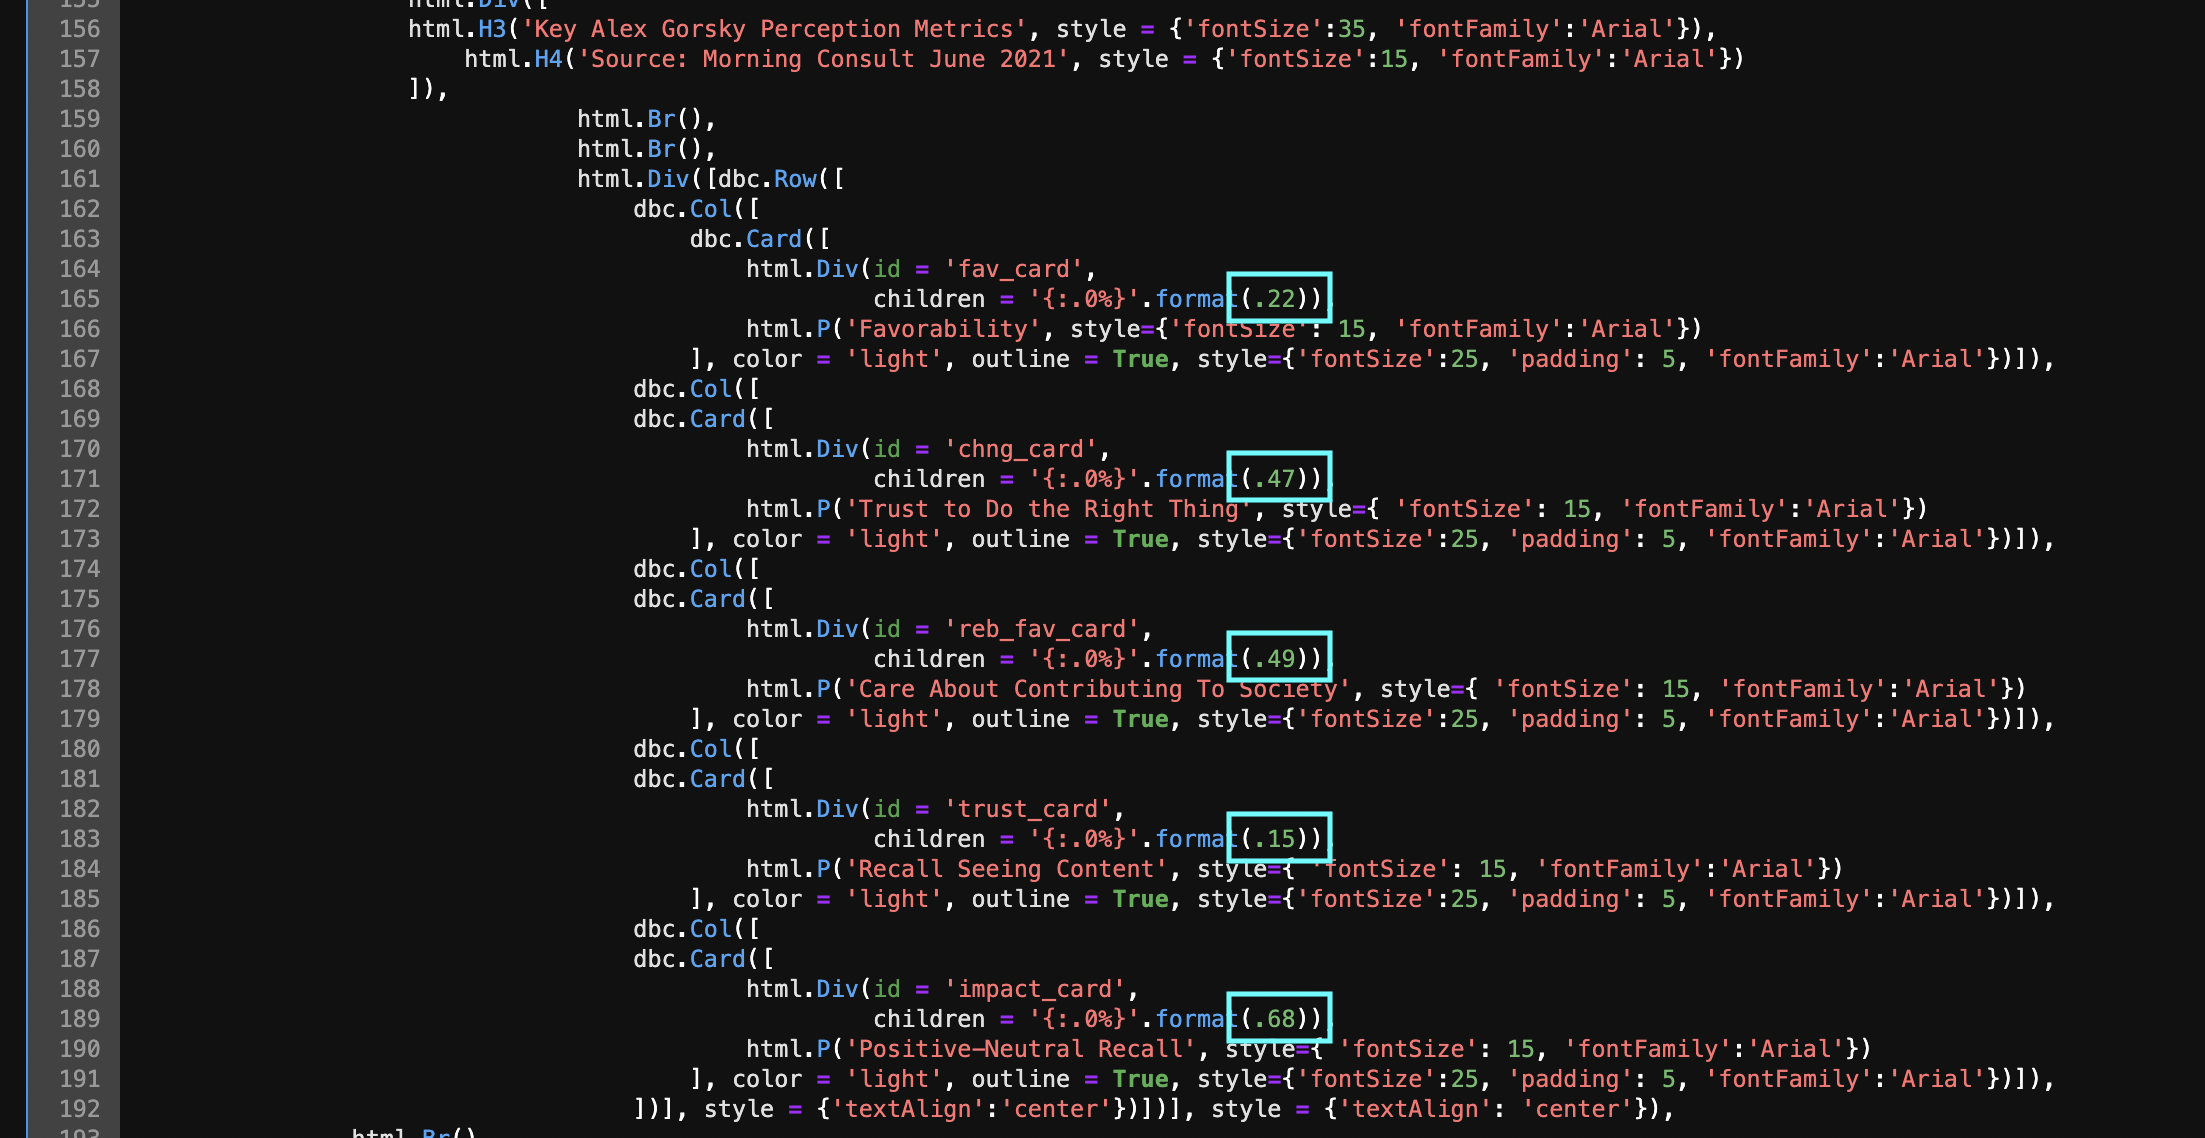 155 html.Div([
156 html.H3('Key Alex Gorsky Perception Metrics', style = {'fontSize':35, 'fontFamily':'Arial'}),
157 html.H4('Source: Morning Consult June 2021', style = {'fontSize':15, 'fontFamily':'Arial'})
158 ]),
159 html.Br(),
160 html.Br(),
161 html.Div([dbc.Row([
162 dbc.Col([
163 dbc.Card([
164 html.Div(id = 'fav_card',
165 children = '{:.0%}'.format(.22)),
166 html.P('Favorability', style={'fontSize': 15, 'fontFamily':'Arial'})
167 ], color = 'light', outline = True, style={'fontSize':25, 'padding': 5, 'fontFamily':'Arial'})]),
168 dbc.Col([
169 dbc.Card([
170 html.Div(id = 'chng_card',
171 children = '{:.0%}'.format(.47)),
172 html.P('Trust to Do the Right Thing', style={ 'fontSize': 15, 'fontFamily':'Arial'})
173 ], color = 'light', outline = True, style={'fontSize':25, 'padding': 5, 'fontFamily':'Arial'})]),
174 dbc.Col([
175 dbc.Card([
176 html.Div(id = 'reb_fav_card',
177 children = '{:.0%}'.format(.49)),
178 html.P('Care About Contributing To Society', style={ 'fontSize': 15, 'fontFamily':'Arial'})
179 ], color = 'light', outline = True, style={'fontSize':25, 'padding': 5, 'fontFamily':'Arial'})]),
180 dbc.Col([
181 dbc.Card([
182 html.Div(id = 'trust_card',
183 children = '{:.0%}'.format(.15)),
184 html.P('Recall Seeing Content', style={ 'fontSize': 15, 'fontFamily':'Arial'})
185 ], color = 'light', outline = True, style={'fontSize':25, 'padding': 5, 'fontFamily':'Arial'})]),
186 dbc.Col([
187 dbc.Card([
188 html.Div(id = 'impact_card',
189 children = '{:.0%}'.format(.68)),
190 html.P('Positive–Neutral Recall', style={ 'fontSize': 15, 'fontFamily':'Arial'})
191 ], color = 'light', outline = True, style={'fontSize':25, 'padding': 5, 'fontFamily':'Arial'})]),
192 ])], style = {'textAlign':'center'})])], style = {'textAlign': 'center'}),
193 html.Br()